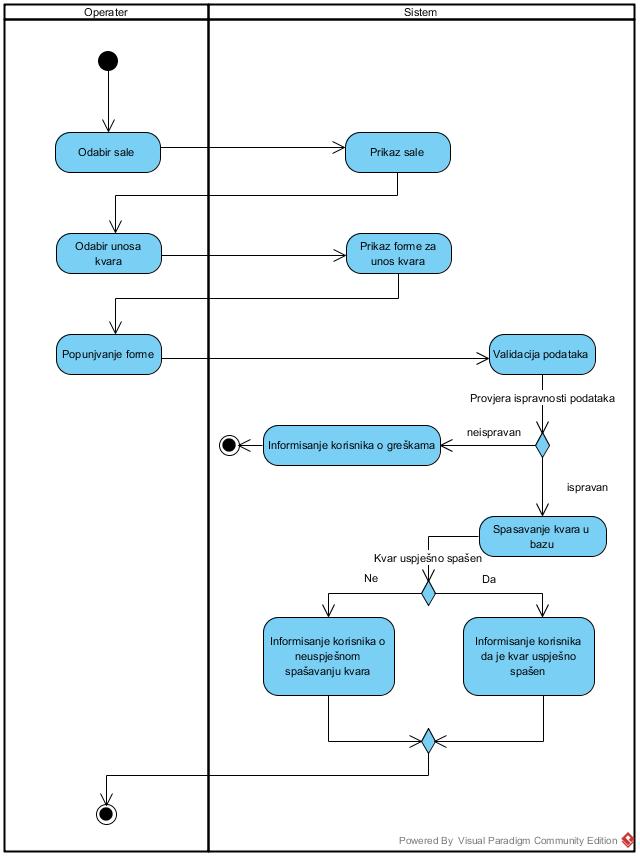 Operater
Sistem
Odabir sale
Prikaz sale
Odabir unosa
kvara
Prikaz forme za
unos kvara
Popunjvanje forme
Validacija podataka
Provjera ispravnosti podataka
neispravan
Informisanje korisnika o greškama
ispravan
Spasavanje kvara u
bazu
Kvar uspješno spašen
Ne
Da
Informisanje korisnika o
neuspješnom
spašavanju kvara
Informisanje korisnika
da je kvar uspješno
spašen
Powered By Visual Paradigm Community Edition